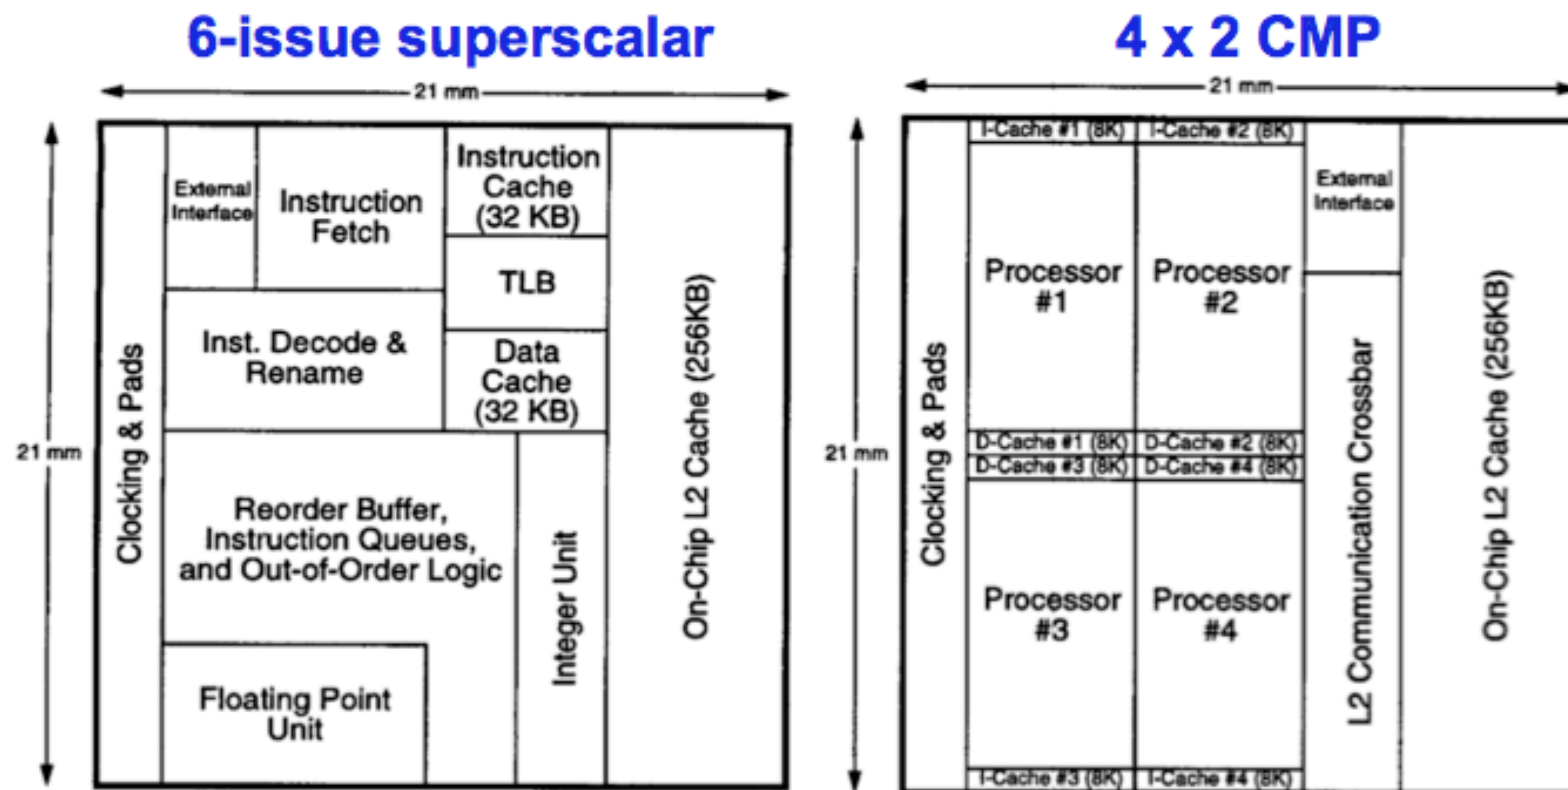 6-issue superscalar
21 mm
21 mm
Clocking & Pads
External
Interface
Instruction
Fetch
Instruction
Cache
(32 KB)
TLB
Inst. Decode &
Rename
Data
Cache
(32 KB)
Reorder Buffer,
Instruction Queues,
and Out-of-Order Logic
Floating Point
Unit
Integer Unit
On-Chip L2 Cache (256KB)
4 x 2 CMP
21 mm
21 mm
Clocking & Pads
I-Cache #1 (8K)
I-Cache #2 (8K)
Processor
#1
Processor
#2
External
Interface
D-Cache #1 (8K)
D-Cache #2 (8K)
D-Cache #3 (8K)
D-Cache #4 (8K)
Processor
#3
Processor
#4
I-Cache #3 (8K)
I-Cache #4 (8K)
L2 Communication Crossbar
On-Chip L2 Cache (256KB)